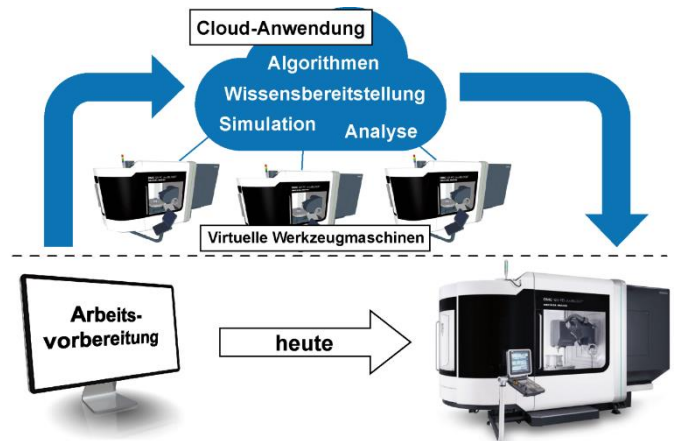 Cloud-Anwendung
Algorithmen
Wissensbereitstellung
Simulation
Analyse
Virtuelle Werkzeugmaschinen
Arbeits-
vorbereitung
heute